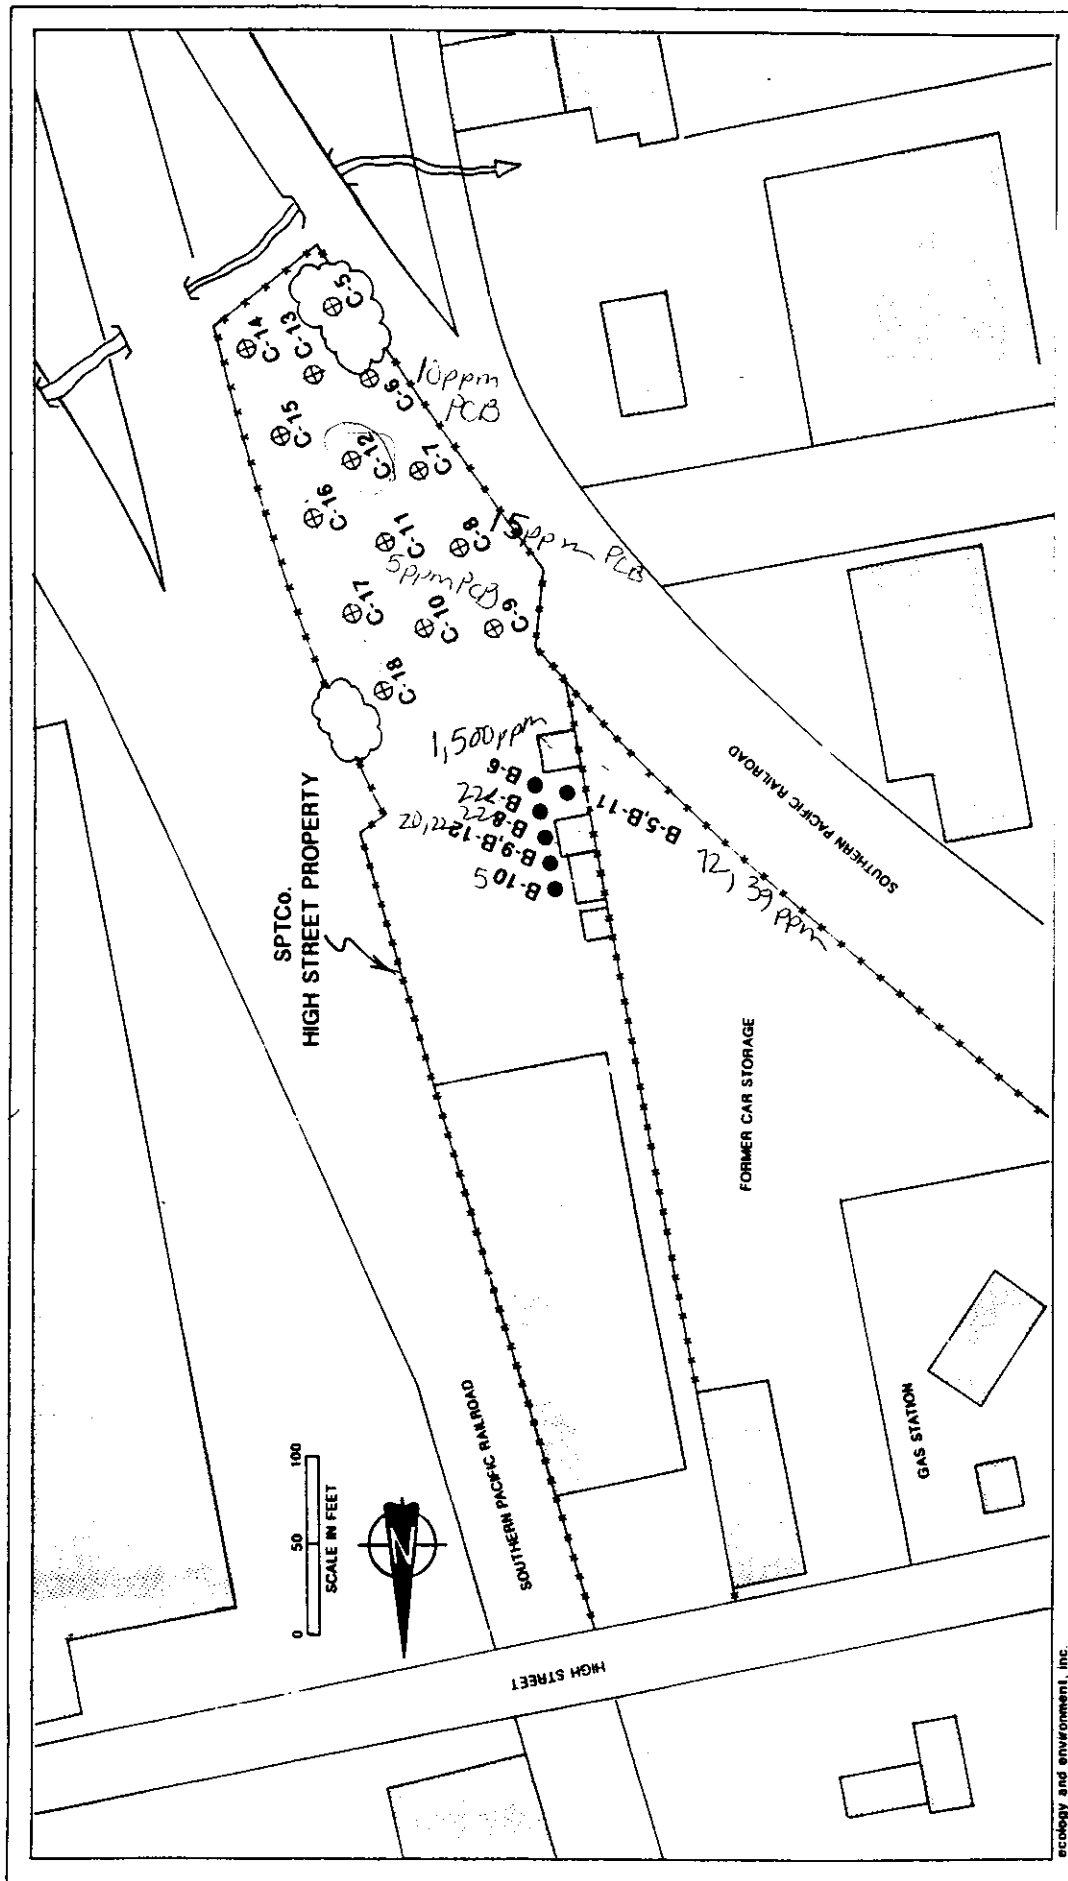 C-5
C-14
C-13
C-6
10ppm
PCB
C-15
C-12
C-7
C-16
C-11
C-8
15ppm PCB
5ppm PCB
C-17
C-10
C-9
C-18
1,500ppm
B-6
B-7
B-8
B-9,B-12
B-10
5
B-5,B-11
72, 39 ppm
SPTCo.
HIGH STREET PROPERTY
SOUTHERN PACIFIC RAILROAD
FORMER CAR STORAGE
SOUTHERN PACIFIC RAILROAD
GAS STATION
0 50 100
SCALE IN FEET
N
HIGH STREET
ecology and environment, inc.